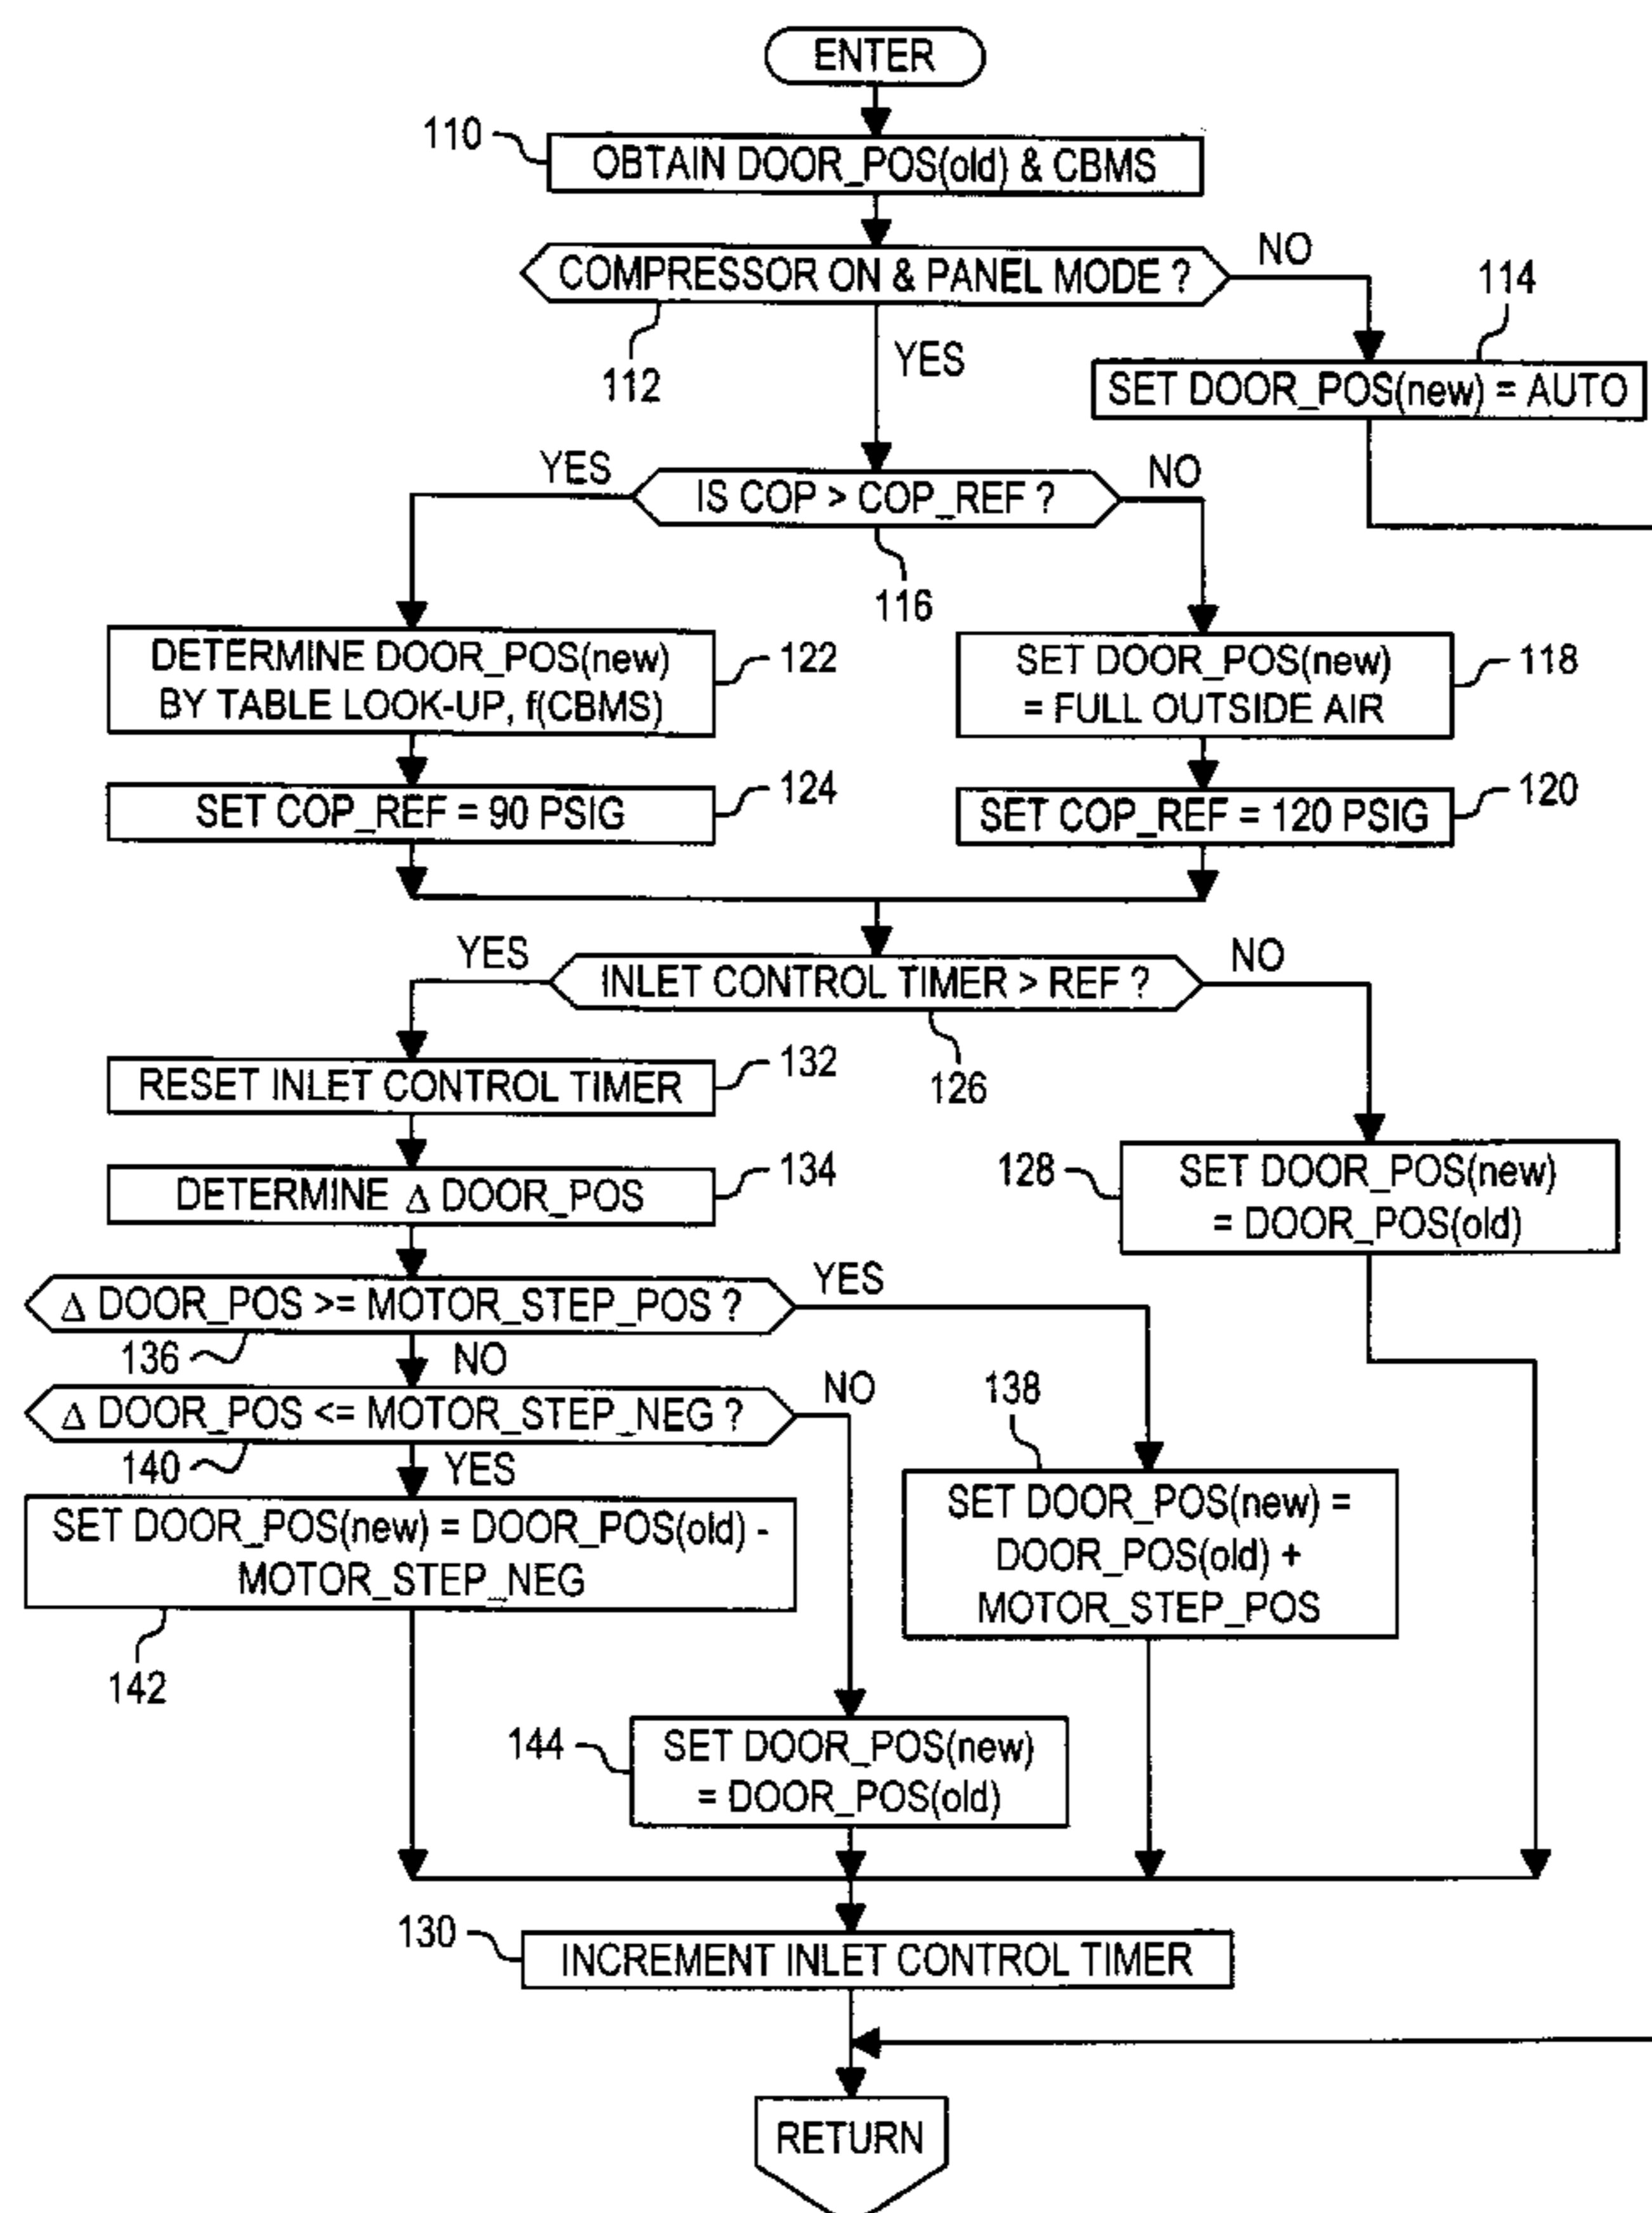 ENTER
110
OBTAIN DOOR_POS(old) & CBMS
COMPRESSOR ON & PANEL MODE ?
NO
112
YES
114
SET DOOR_POS(new) = AUTO
YES
IS COP > COP_REF ?
NO
116
DETERMINE DOOR_POS(new)
BY TABLE LOOK-UP, f(CBMS)
122
SET DOOR_POS(new)
= FULL OUTSIDE AIR
118
SET COP_REF = 90 PSIG
124
SET COP_REF = 120 PSIG
120
YES
INLET CONTROL TIMER > REF ?
NO
126
RESET INLET CONTROL TIMER
132
DETERMINE Δ DOOR_POS
134
128
SET DOOR_POS(new)
= DOOR_POS(old)
Δ DOOR_POS >= MOTOR_STEP_POS ?
YES
136
NO
Δ DOOR_POS <= MOTOR_STEP_NEG ?
NO
140
YES
138
SET DOOR_POS(new) =
DOOR_POS(old) +
MOTOR_STEP_POS
SET DOOR_POS(new) = DOOR_POS(old) -
MOTOR_STEP_NEG
142
144
SET DOOR_POS(new)
= DOOR_POS(old)
130
INCREMENT INLET CONTROL TIMER
RETURN